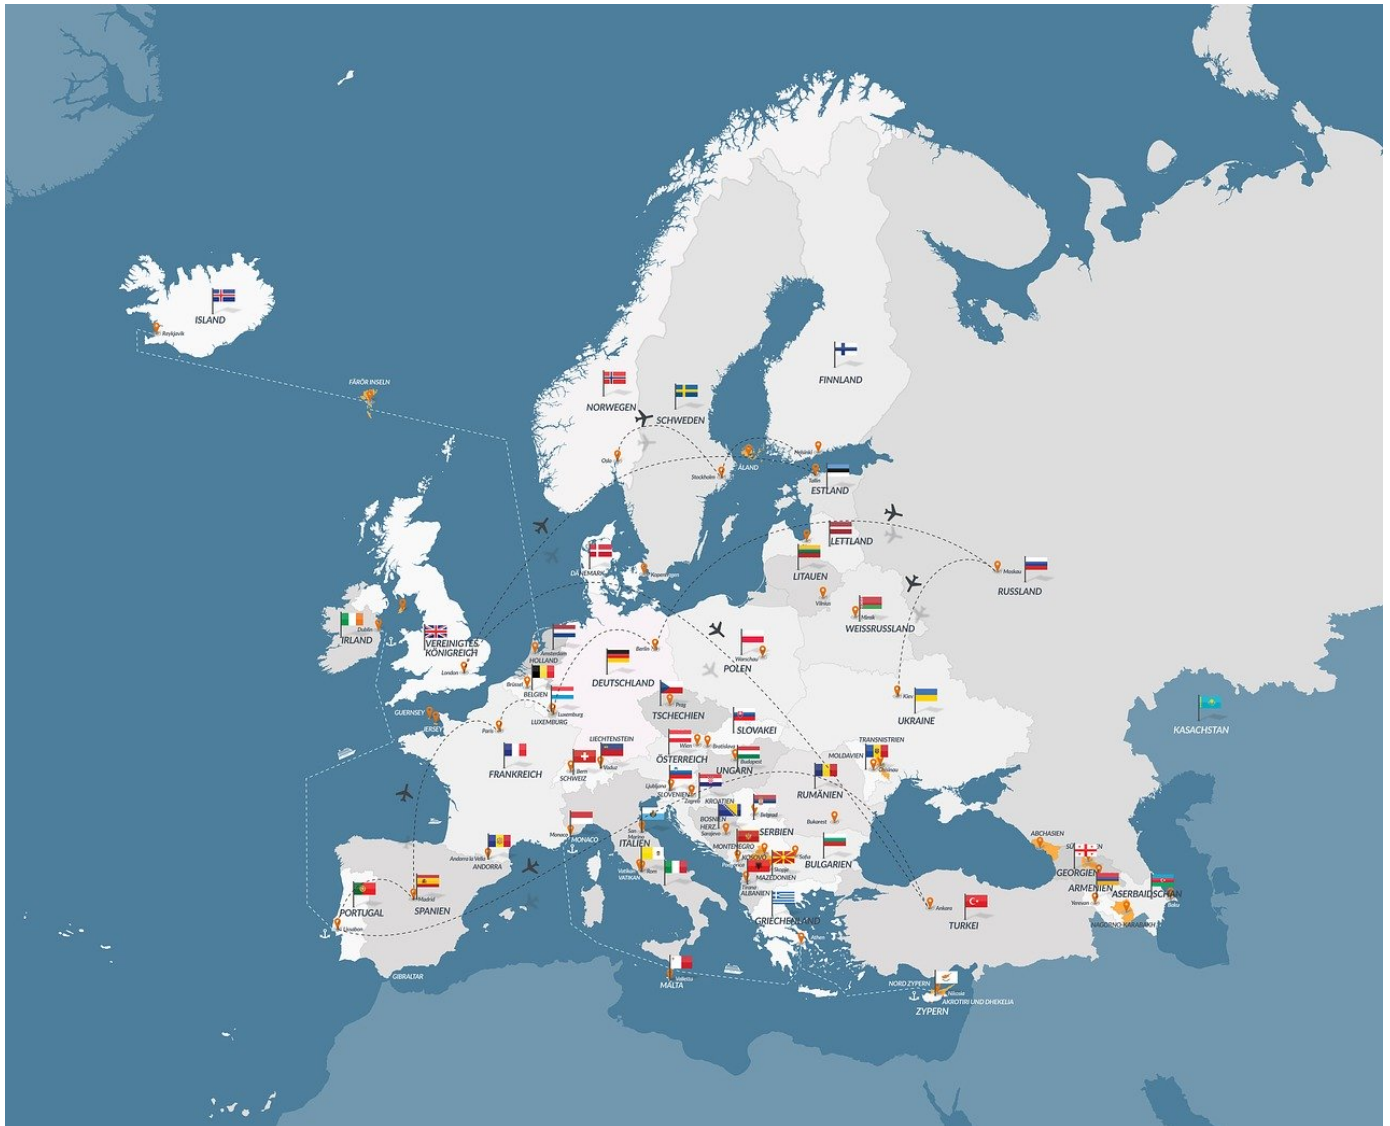 ISLAND
Reykjavik
FÄRÖR INSELN
FINNLAND
NORWEGEN
SCHWEDEN
Oslo
Stockholm
ÅLAND
Helsinki
Tallin
ESTLAND
LETTLAND
LITAUEN
Vilnius
Moskau
RUSSLAND
DÄNEMARK
Kopenhagen
Minsk
WEISSRUSSLAND
IRLAND
Dublin
VEREINIGTES
KÖNIGREICH
London
Amsterdam
HOLLAND
Berlin
Warschau
POLEN
DEUTSCHLAND
Brüssel
BELGIEN
Luxemburg
LUXEMBURG
Prag
TSCHECHIEN
Kiev
UKRAINE
KASACHSTAN
GUERNSEY
JERSEY
Paris
SLOVAKEI
LIECHTENSTEIN
Wien
Bratislava
ÖSTERREICH
Budapest
UNGARN
TRANSNISTRIEN
MOLDAVIEN
Chisinau
FRANKREICH
Bern
SCHWEIZ
Vaduz
Ljubljana
SLOVENIEN
Zagreb
KROATIEN
RUMÄNIEN
Bukarest
BOSNIEN
HERZ.
Sarajevo
Belgrad
SERBIEN
Monaco
MONACO
San
Marino
ITALIEN
MONTENEGRO
KOSOVO
Sofia
BULGARIEN
Skopje
MAZEDONIEN
Tirana
ALBANIEN
Andorra la Vella
ANDORRA
Vatikan
VATIKAN
Rom
ABCHASIEN
GEORGIEN
ARMENIEN
ASERBAIDSCHAN
Yerevan
Baku
NAGORNO-KARABAKH
PORTUGAL
Lissabon
Madrid
SPANIEN
GRIECHENLAND
Athen
Ankara
TURKEI
GIBRALTAR
Valletta
MALTA
NORD ZYPERN
Nikosia
AKROTIRI UND DHEKELIA
ZYPERN